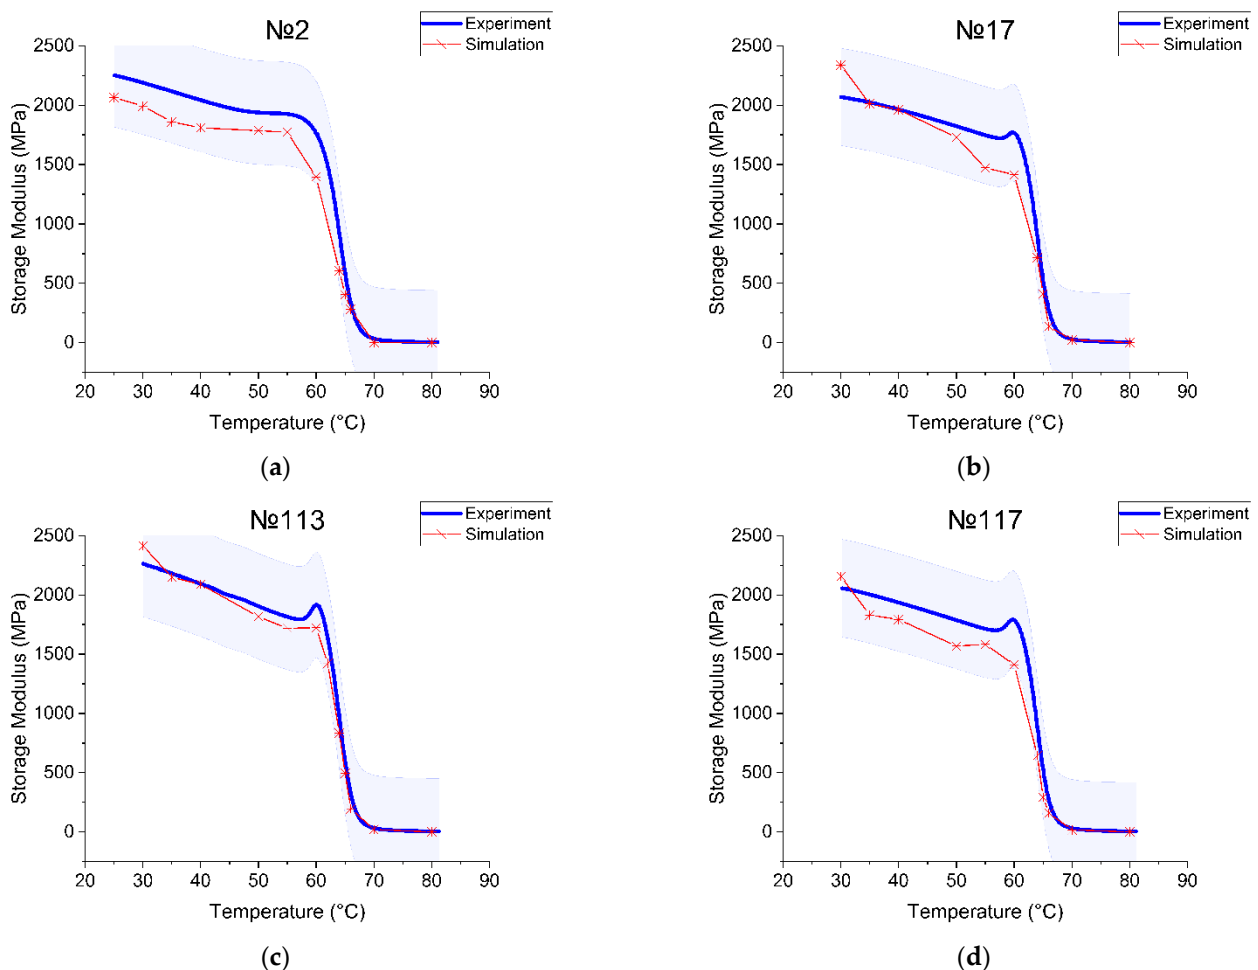 №2
Experiment
Simulation
Storage Modulus (MPa)
2500
2000
1500
1000
500
0
20 30 40 50 60 70 80 90
Temperature (°C)
(a)
№17
Experiment
Simulation
Storage Modulus (MPa)
2500
2000
1500
1000
500
0
20 30 40 50 60 70 80 90
Temperature (°C)
(b)
№113
Experiment
Simulation
Storage Modulus (MPa)
2500
2000
1500
1000
500
0
20 30 40 50 60 70 80 90
Temperature (°C)
(c)
№117
Experiment
Simulation
Storage Modulus (MPa)
2500
2000
1500
1000
500
0
20 30 40 50 60 70 80 90
Temperature (°C)
(d)